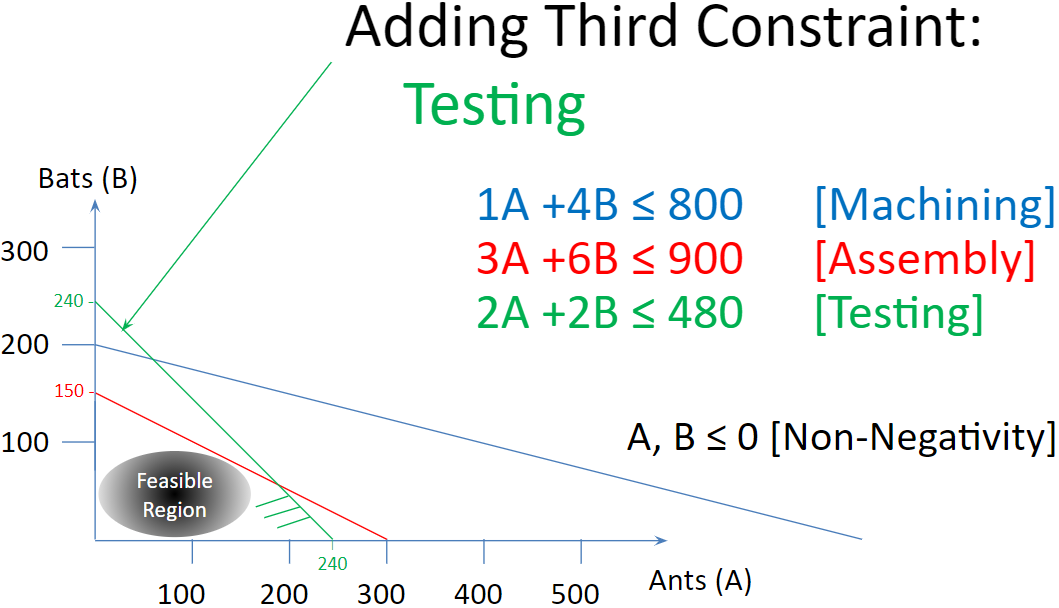 Adding Third Constraint:
Testing
1A +4B ≤ 800 [Machining]
3A +6B ≤ 900 [Assembly]
2A +2B ≤ 480 [Testing]
A, B ≤ 0 [Non-Negativity]
Bats (B)
300
240
200
150
100
Feasible
Region
240
100 200 300 400 500
Ants (A)